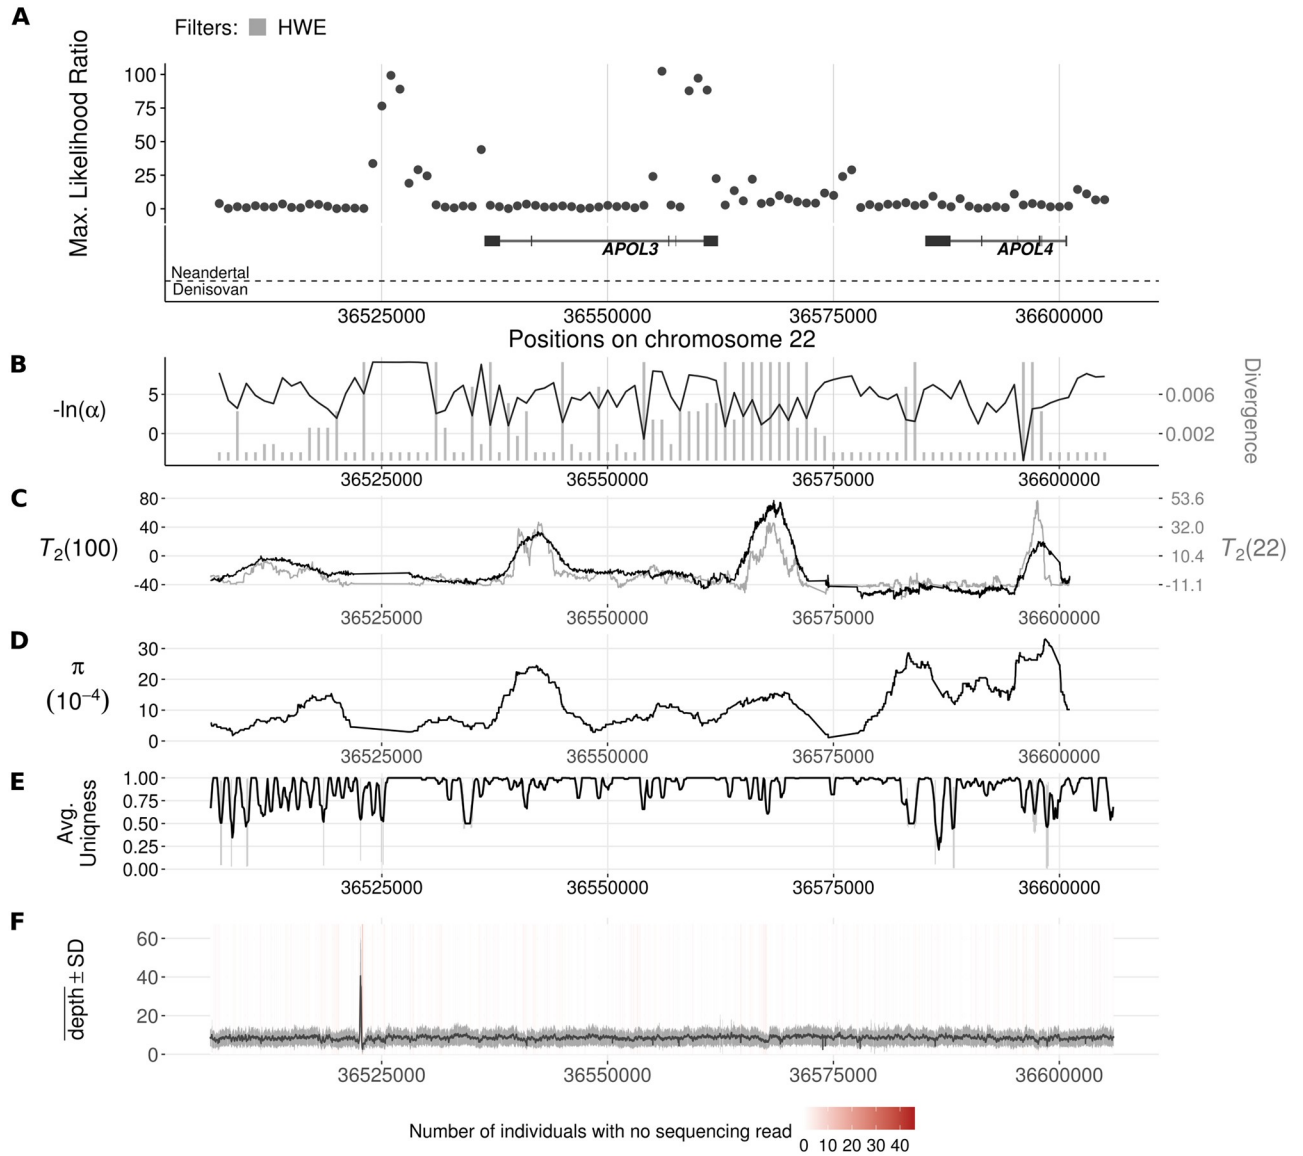 A
Filters: HWE
Max. Likelihood Ratio
100
75
50
25
0
APOL3
APOL4
Neandertal
Denisovan
36525000 36550000 36575000 36600000
Positions on chromosome 22
B
-ln(α)
5
0
0.006
0.002
Divergence
36525000 36550000 36575000 36600000
C
T2(100)
80
40
0
-40
53.6
32.0
10.4
-11.1
T2(22)
36525000 36550000 36575000 36600000
D
π
(10−4)
30
20
10
0
36525000 36550000 36575000 36600000
E
Avg.
Uniqness
1.00
0.75
0.50
0.25
0.00
36525000 36550000 36575000 36600000
F
depth ± SD
60
40
20
0
36525000 36550000 36575000 36600000
Number of individuals with no sequencing read
0 10 20 30 40